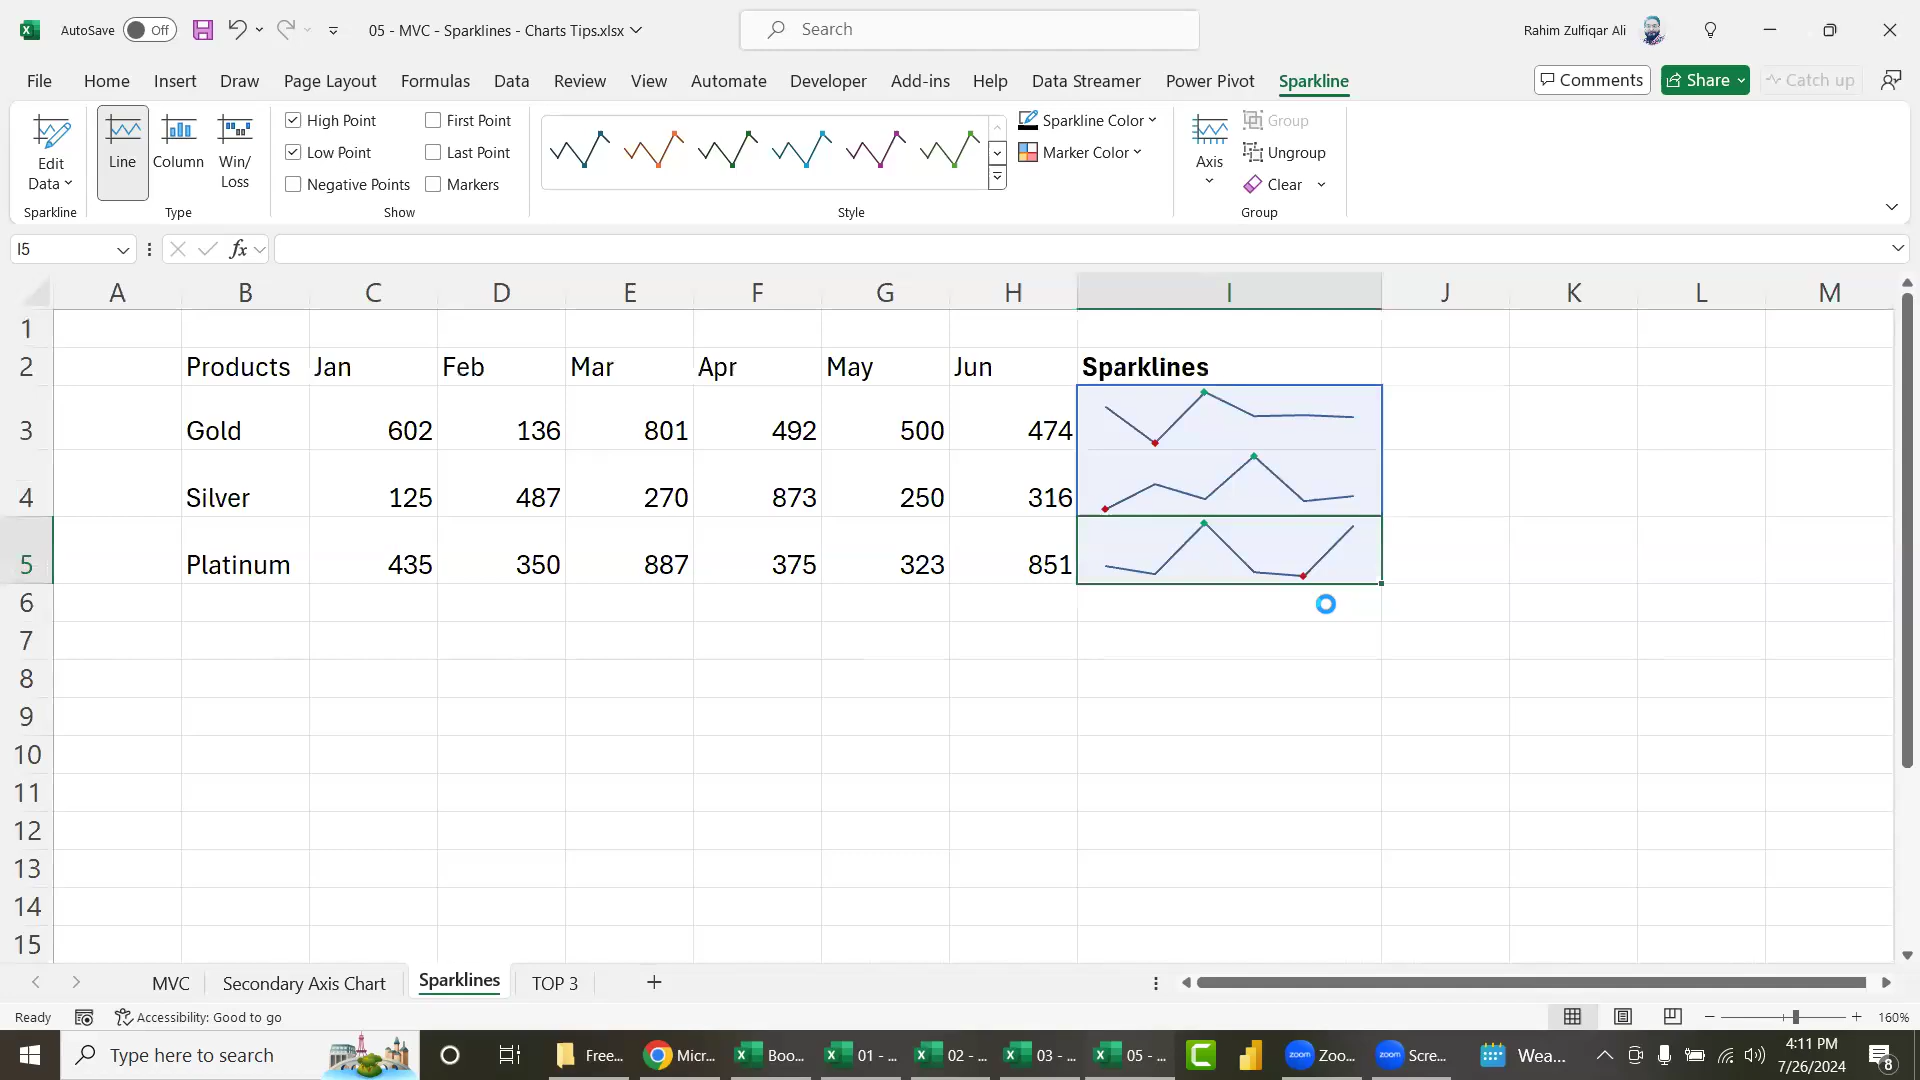 AutoSave Off 05 - MVC - Sparklines - Charts Tips.xlsx Search Rahim Zulfiqar Ali
File Home Insert Draw Page Layout Formulas Data Review View Automate Developer Add-ins Help Data Streamer Power Pivot Sparkline Comments Share Catch up
Edit Data Line Column Win/Loss
High Point First Point
Low Point Last Point
Negative Points Markers
Sparkline Color
Marker Color
Axis
Group
Ungroup
Clear
Sparkline Type Show Style Group
I5 fx
A B C D E F G H I J K L M
1
2 Products Jan Feb Mar Apr May Jun Sparklines
3 Gold 602 136 801 492 500 474
4 Silver 125 487 270 873 250 316
5 Platinum 435 350 887 375 323 851
6
7
8
9
10
11
12
13
14
15
MVC Secondary Axis Chart Sparklines TOP 3
Ready Accessibility: Good to go 160%
Type here to search Free... Micr... Boo... 01 - ... 02 - ... 03 - ... 05 - ... Zoo... Scre... Wea... 4:11 PM
7/26/2024 8